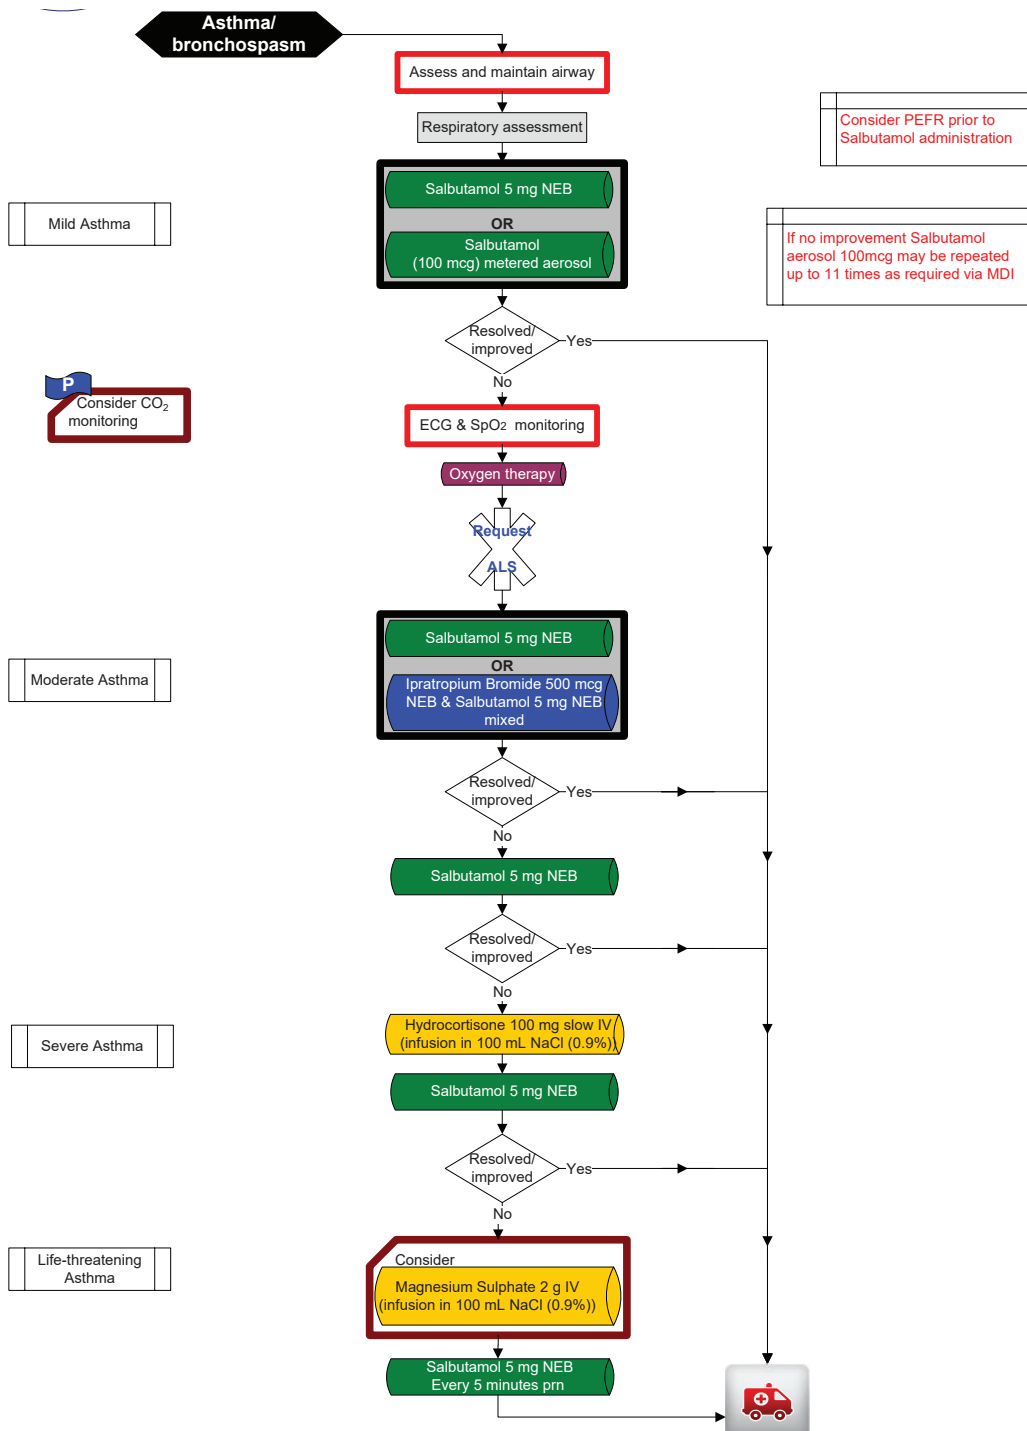 Asthma/
bronchospasm
Assess and maintain airway
Respiratory assessment
Consider PEFR prior to
Salbutamol administration
Mild Asthma
Salbutamol 5 mg NEB
OR
Salbutamol
(100 mcg) metered aerosol
If no improvement Salbutamol
aerosol 100mcg may be repeated
up to 11 times as required via MDI
Resolved/
improved
Yes
No
P
Consider CO₂
monitoring
ECG & SpO2 monitoring
Oxygen therapy
Request
ALS
Moderate Asthma
Salbutamol 5 mg NEB
OR
Ipratropium Bromide 500 mcg
NEB & Salbutamol 5 mg NEB
mixed
Resolved/
improved
Yes
No
Salbutamol 5 mg NEB
Resolved/
improved
Yes
No
Severe Asthma
Hydrocortisone 100 mg slow IV
(infusion in 100 mL NaCl (0.9%))
Salbutamol 5 mg NEB
Resolved/
improved
Yes
No
Life-threatening
Asthma
Consider
Magnesium Sulphate 2 g IV
(infusion in 100 mL NaCl (0.9%))
Salbutamol 5 mg NEB
Every 5 minutes prn